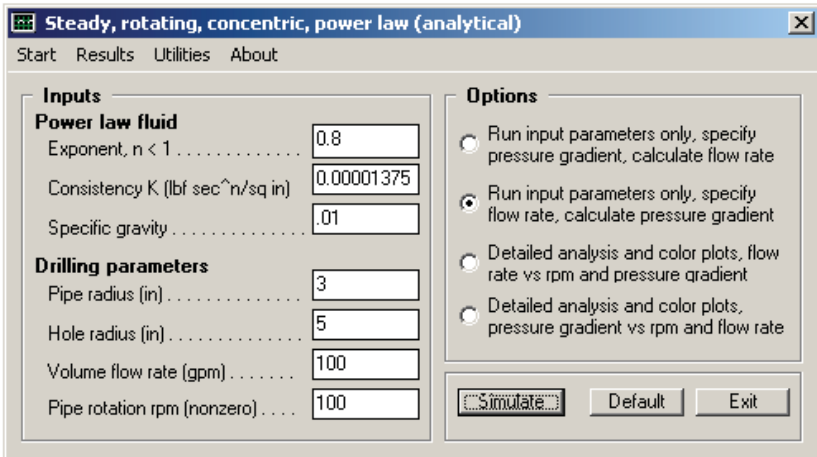 Steady, rotating, concentric, power law (analytical)
Start Results Utilities About
Inputs
Power law fluid
Exponent, n < 1 . . . . . . . . . . . . . 0.8
Consistency K (lbf sec^n/sq in) 0.00001375
Specific gravity . . . . . . . . . . . . . .01
Drilling parameters
Pipe radius (in) . . . . . . . . . . . . . . 3
Hole radius (in) . . . . . . . . . . . . . . 5
Volume flow rate (gpm) . . . . . . . 100
Pipe rotation rpm (nonzero) . . . . 100
Options
Run input parameters only, specify
pressure gradient, calculate flow rate
Run input parameters only, specify
flow rate, calculate pressure gradient
Detailed analysis and color plots, flow
rate vs rpm and pressure gradient
Detailed analysis and color plots,
pressure gradient vs rpm and flow rate
Simulate Default Exit